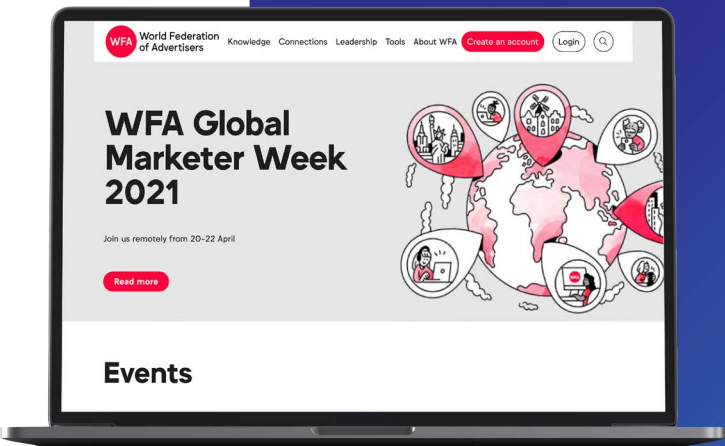 WFA
World Federation
of Advertisers
Knowledge Connections Leadership Tools About WFA Create an account Login
WFA Global
Marketer Week
2021
Join us remotely from 20–22 April
Read more
WFA
Events